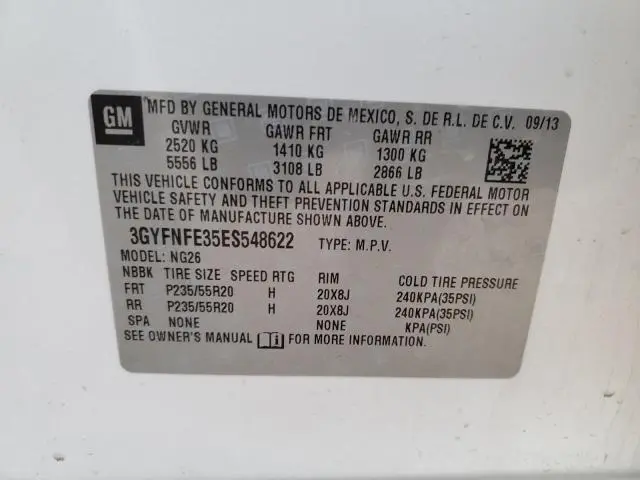 GM
MFD BY GENERAL MOTORS DE MEXICO, S. DE R.L. DE C.V. 09/13
GVWR GAWR FRT GAWR RR
2520 KG 1410 KG 1300 KG
5556 LB 3108 LB 2866 LB
THIS VEHICLE CONFORMS TO ALL APPLICABLE U.S. FEDERAL MOTOR
VEHICLE SAFETY AND THEFT PREVENTION STANDARDS IN EFFECT ON
THE DATE OF MANUFACTURE SHOWN ABOVE.
3GYFNFE35ES548622 TYPE: M.P.V.
MODEL: NG26
NBBK TIRE SIZE SPEED RTG RIM COLD TIRE PRESSURE
FRT P235/55R20 H 20X8J 240KPA(35PSI)
RR P235/55R20 H 20X8J 240KPA(35PSI)
SPA NONE NONE KPA(PSI)
SEE OWNER'S MANUAL FOR MORE INFORMATION.